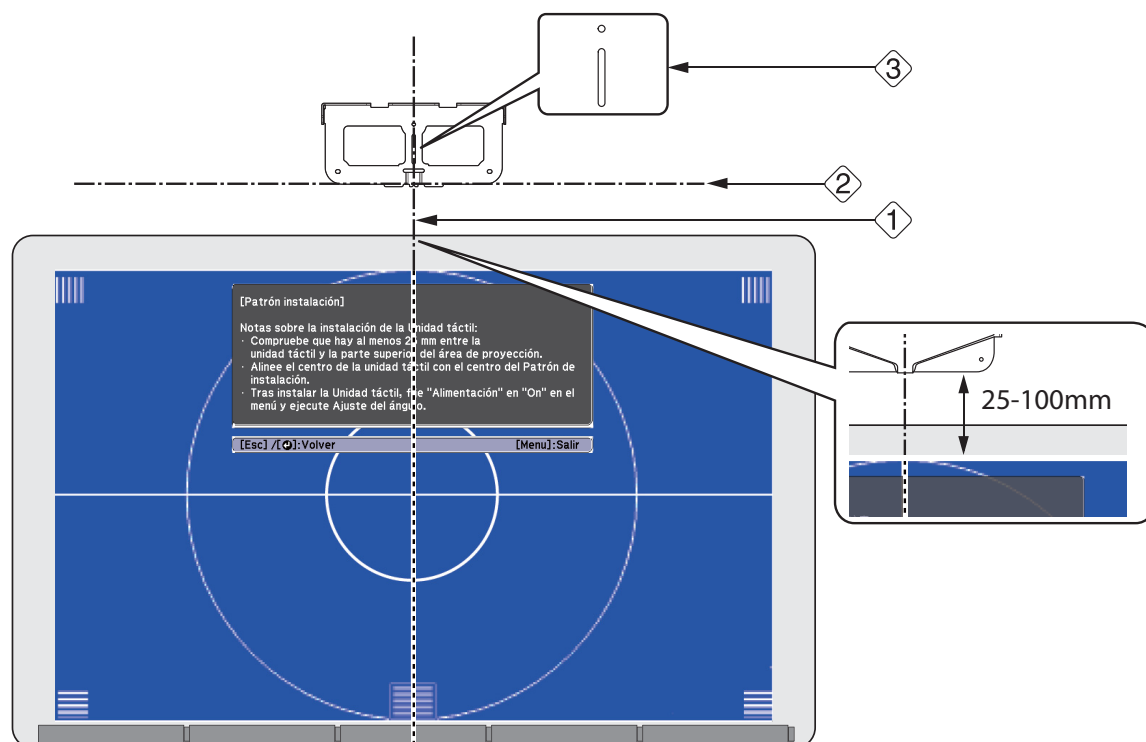 3
2
1
[Patrón instalación]
Notas sobre la instalación de la Unidad táctil:
· Compruebe que hay al menos 2 mm entre la
unidad táctil y la parte superior del área de proyección.
· Alinee el centro de la unidad táctil con el centro del Patrón de
instalación.
· Tras instalar la Unidad táctil, "Alimentación" en "On" en el
menú y ejecute Ajuste del ángulo.
[Esc] /[ ]:Volver [Menu]:Salir
25-100mm